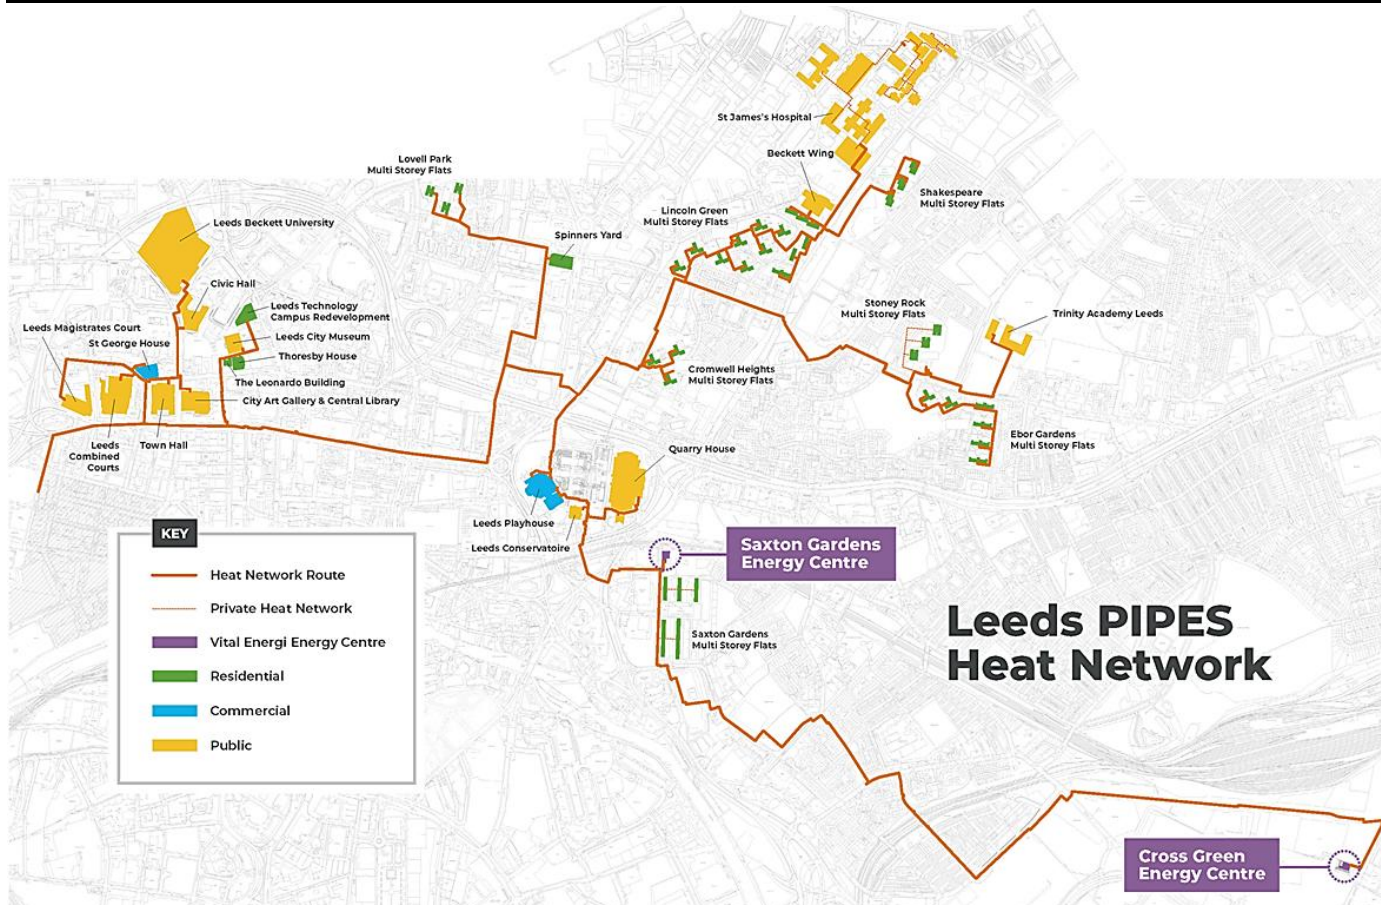 St James's Hospital
Beckett Wing
Lovell Park
Multi Storey Flats
Shakespeare
Multi Storey Flats
Lincoln Green
Multi Storey Flats
Leeds Beckett University
Spinners Yard
Civic Hall
Leeds Technology
Campus Redevelopment
Stoney Rock
Multi Storey Flats
Trinity Academy Leeds
Leeds Magistrates Court
St George House
Leeds City Museum
Thoresby House
The Leonardo Building
City Art Gallery & Central Library
Cromwell Heights
Multi Storey Flats
Leeds
Combined
Courts
Town Hall
Ebor Gardens
Multi Storey Flats
Quarry House
Leeds Playhouse
Leeds Conservatoire
KEY
Heat Network Route
Private Heat Network
Vital Energi Energy Centre
Residential
Commercial
Public
Saxton Gardens
Energy Centre
Saxton Gardens
Multi Storey Flats
Leeds PIPES
Heat Network
Cross Green
Energy Centre